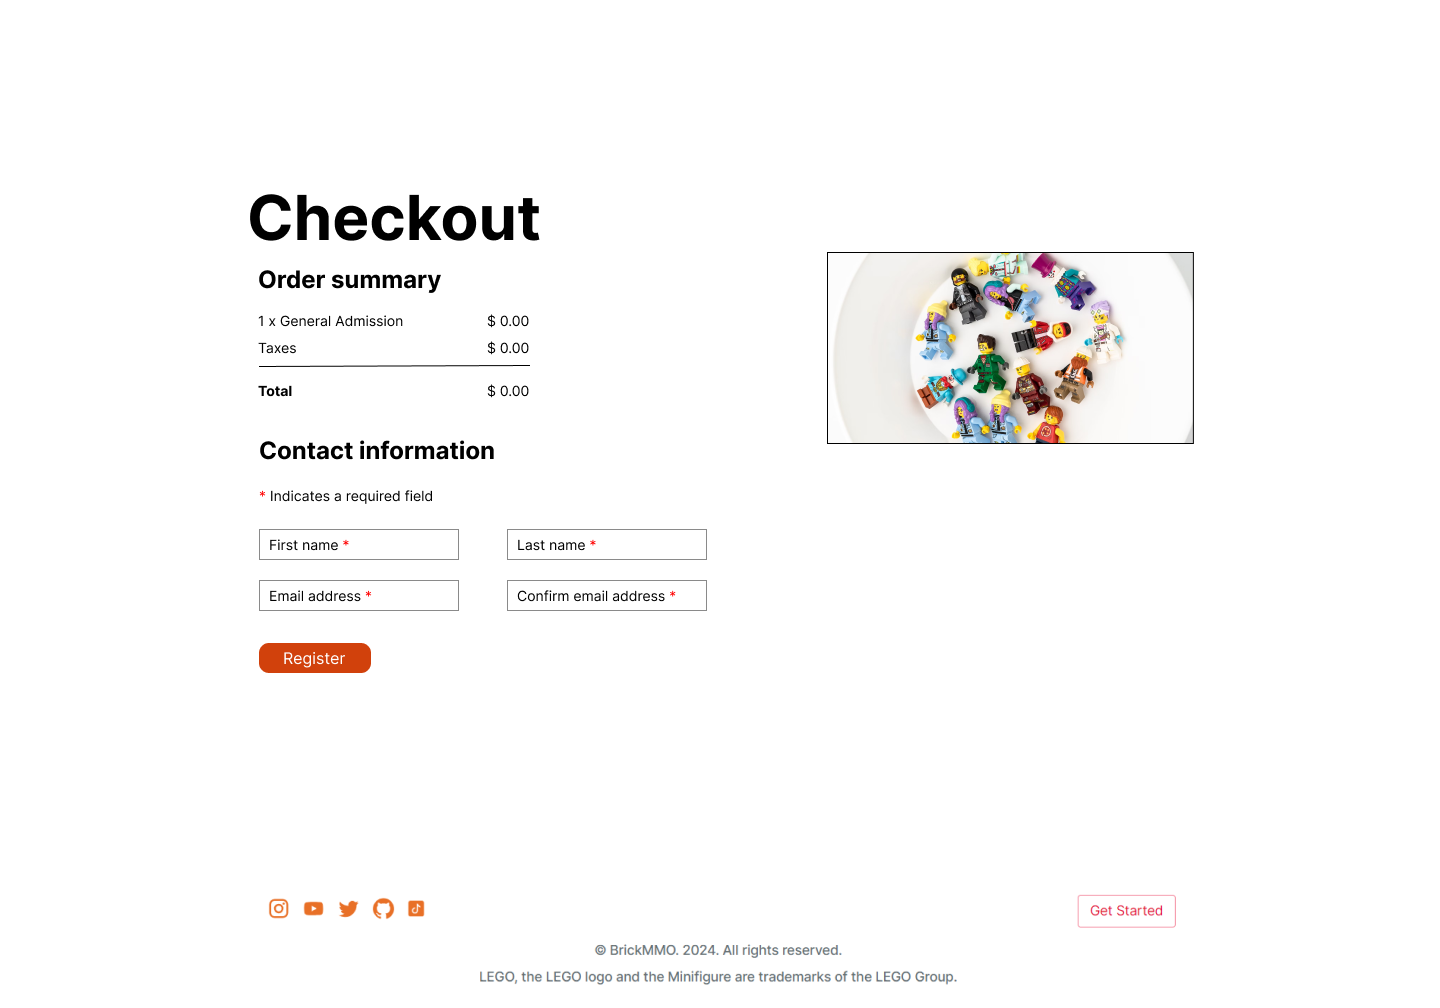 Checkout
Order summary
1 x General Admission $ 0.00
Taxes $ 0.00
Total $ 0.00
Contact information
* Indicates a required field
First name * Last name *
Email address * Confirm email address *
Register
Get Started
© BrickMMO. 2024. All rights reserved.
LEGO, the LEGO logo and the Minifigure are trademarks of the LEGO Group.